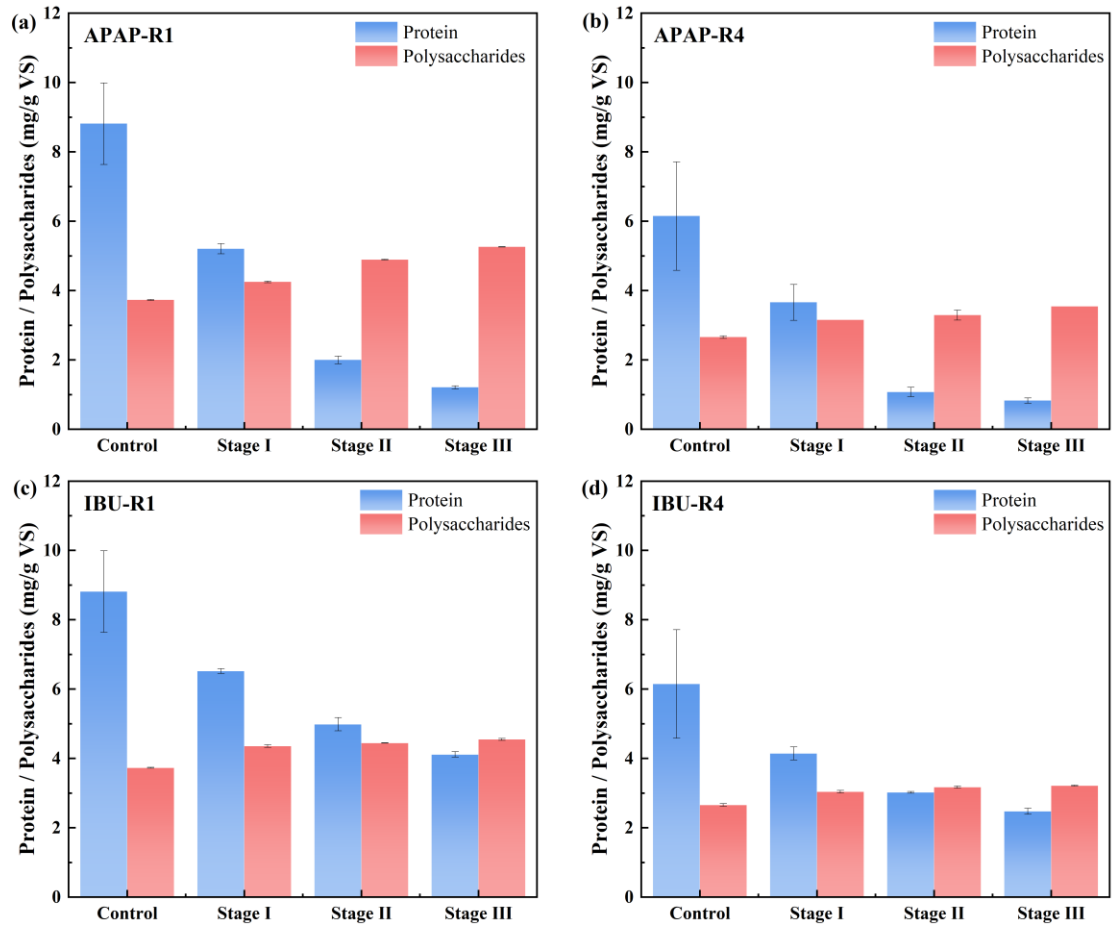 (a)
APAP-R1
Protein
Polysaccharides
Protein / Polysaccharides (mg/g VS)
12
10
8
6
4
2
0
Control Stage I Stage II Stage III
(b)
APAP-R4
Protein
Polysaccharides
Protein / Polysaccharides (mg/g VS)
12
10
8
6
4
2
0
Control Stage I Stage II Stage III
(c)
IBU-R1
Protein
Polysaccharides
Protein / Polysaccharides (mg/g VS)
12
10
8
6
4
2
0
Control Stage I Stage II Stage III
(d)
IBU-R4
Protein
Polysaccharides
Protein / Polysaccharides (mg/g VS)
12
10
8
6
4
2
0
Control Stage I Stage II Stage III